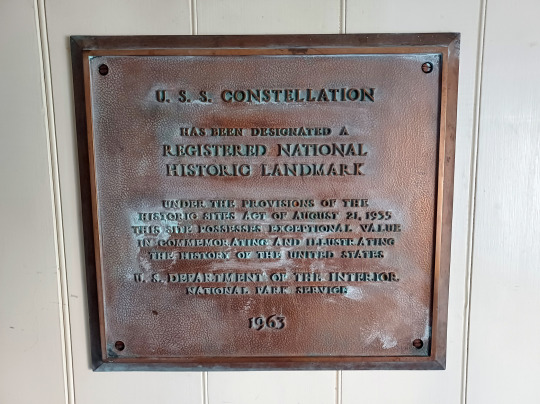 U. S. S. CONSTELLATION
HAS BEEN DESIGNATED A
REGISTERED NATIONAL
HISTORIC LANDMARK
UNDER THE PROVISIONS OF THE
HISTORIC SITES ACT OF AUGUST 21, 1935
THIS SITE POSSESSES EXCEPTIONAL VALUE
IN COMMEMORATING AND ILLUSTRATING
THE HISTORY OF THE UNITED STATES
U. S. DEPARTMENT OF THE INTERIOR
NATIONAL PARK SERVICE
1963